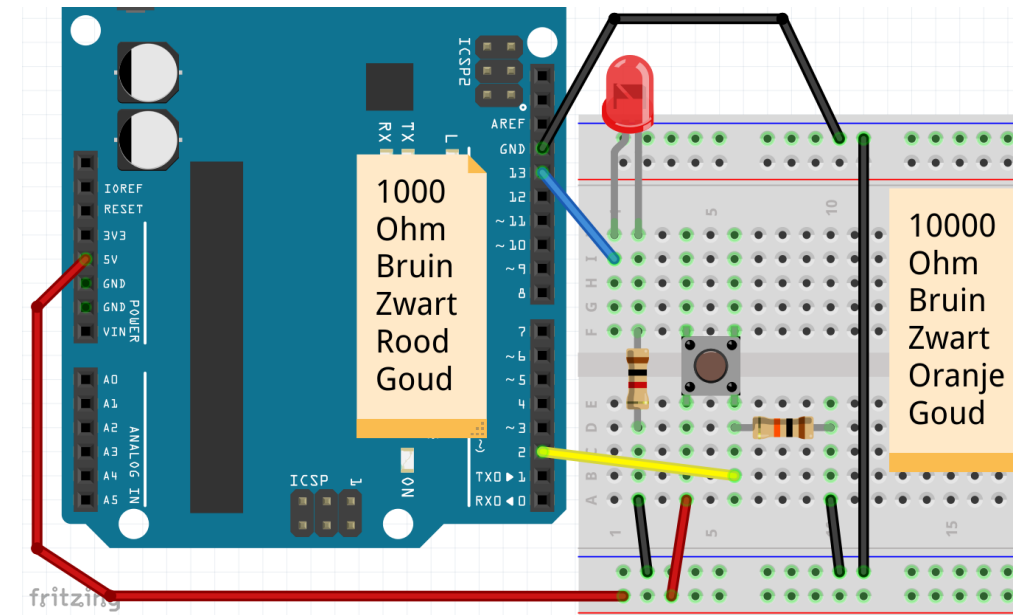 ICSP2
AREF
GND
13
12
~11
~10
~9
8
RX
TX
L
IOREF
RESET
3V3
5V
GND
GND
VIN
POWER
1000
Ohm
Bruin
Zwart
Rood
Goud
7
~6
~5
4
~3
2
TX0▶1
RX0◀0
A0
A1
A2
A3
A4
A5
ANALOG IN
ICSP
1
ON
5
10
I
H
G
F
E
D
C
B
A
1
5
15
10000
Ohm
Bruin
Zwart
Oranje
Goud
fritzing